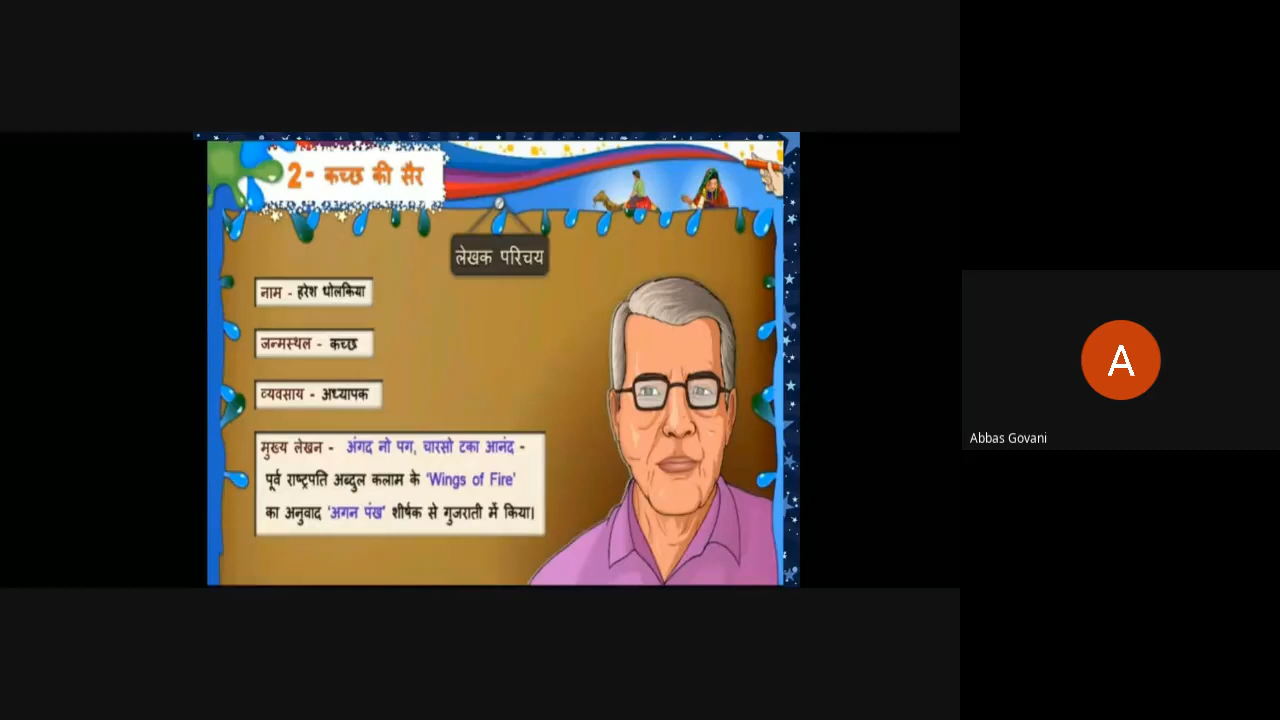 2- कच्छ की सैर
लेखक परिचय
नाम - हरेश धोलकिया
जन्मस्थल - कच्छ
व्यवसाय - अध्यापक
मुख्य लेखन - अंगद नो पग, चारसो टका आनंद -
पूर्व राष्ट्रपति अब्दुल कलाम के 'Wings of Fire'
का अनुवाद 'अगन पंख' शीर्षक से गुजराती में किया।
A
Abbas Govani